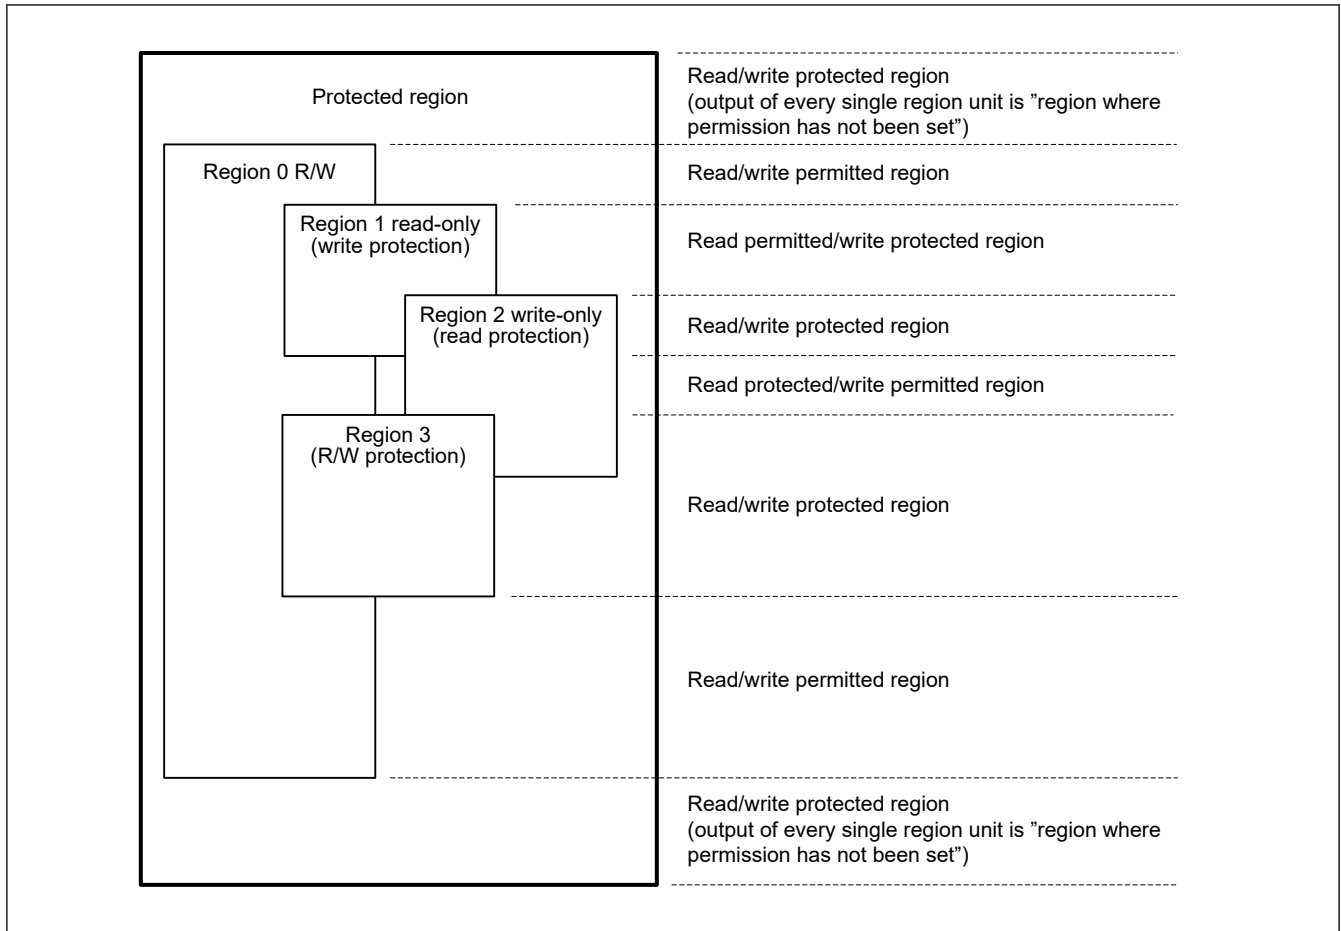 Protected region
Read/write protected region
(output of every single region unit is ”region where
permission has not been set”)
Region 0 R/W
Read/write permitted region
Region 1 read-only
(write protection)
Read permitted/write protected region
Region 2 write-only
(read protection)
Read/write protected region
Read protected/write permitted region
Region 3
(R/W protection)
Read/write protected region
Read/write permitted region
Read/write protected region
(output of every single region unit is ”region where
permission has not been set”)